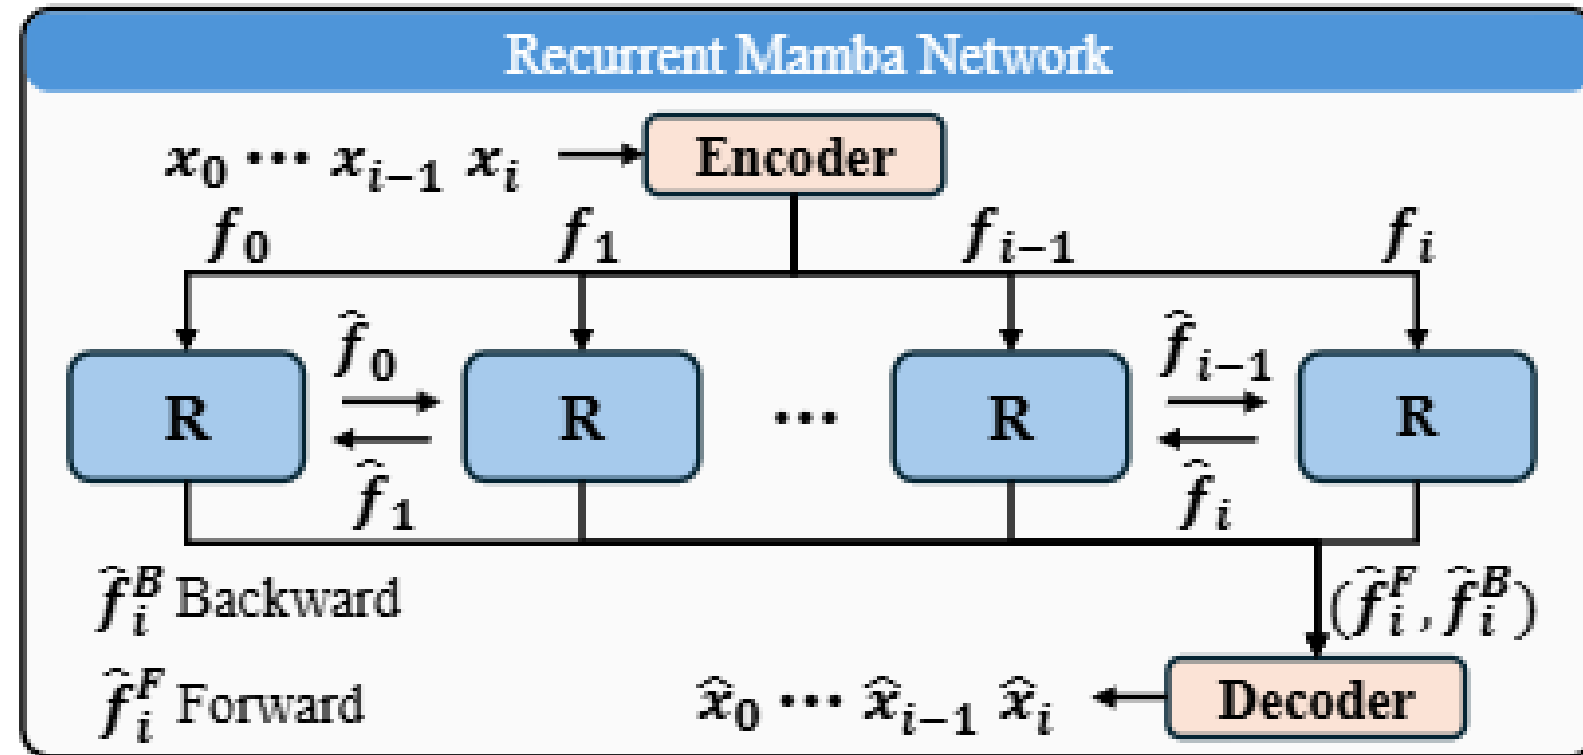 Recurrent Mamba Network
x₀ ⋯ xᵢ₋₁ xᵢ
Encoder
f₀ f₁ fᵢ₋₁ fᵢ
f̂₀ f̂ᵢ₋₁
R R ⋯ R R
f̂₁ f̂ᵢ
f̂ᵢᴮ Backward
(f̂ᵢᶠ, f̂ᵢᴮ)
f̂ᵢᶠ Forward
x̂₀ ⋯ x̂ᵢ₋₁ x̂ᵢ
Decoder